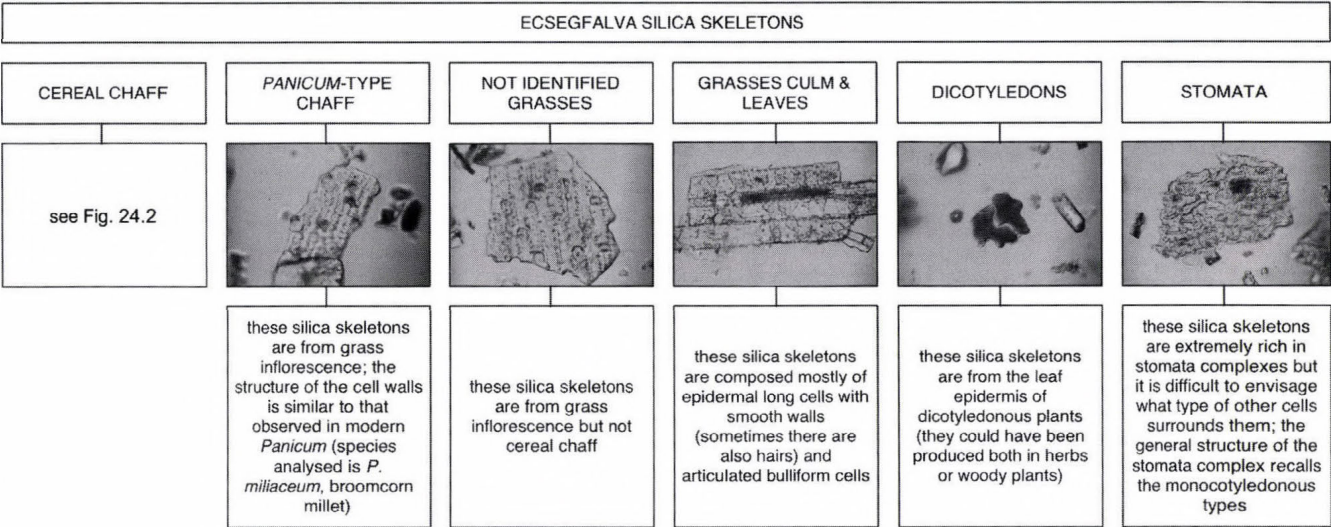 ECSEGFALVA SILICA SKELETONS
CEREAL CHAFF
see Fig. 24.2
PANICUM-TYPE
CHAFF
these silica skeletons
are from grass
inflorescence; the
structure of the cell walls
is similar to that
observed in modern
Panicum (species
analysed is P.
miliaceum, broomcorn
millet)
NOT IDENTIFIED
GRASSES
these silica skeletons
are from grass
inflorescence but not
cereal chaff
GRASSES CULM &
LEAVES
these silica skeletons
are composed mostly of
epidermal long cells with
smooth walls
(sometimes there are
also hairs) and
articulated bulliform cells
DICOTYLEDONS
these silica skeletons
are from the leaf
epidermis of
dicotyledonous plants
(they could have been
produced both in herbs
or woody plants)
STOMATA
these silica skeletons
are extremely rich in
stomata complexes but
it is difficult to envisage
what type of other cells
surrounds them; the
general structure of the
stomata complex recalls
the monocotyledonous
types